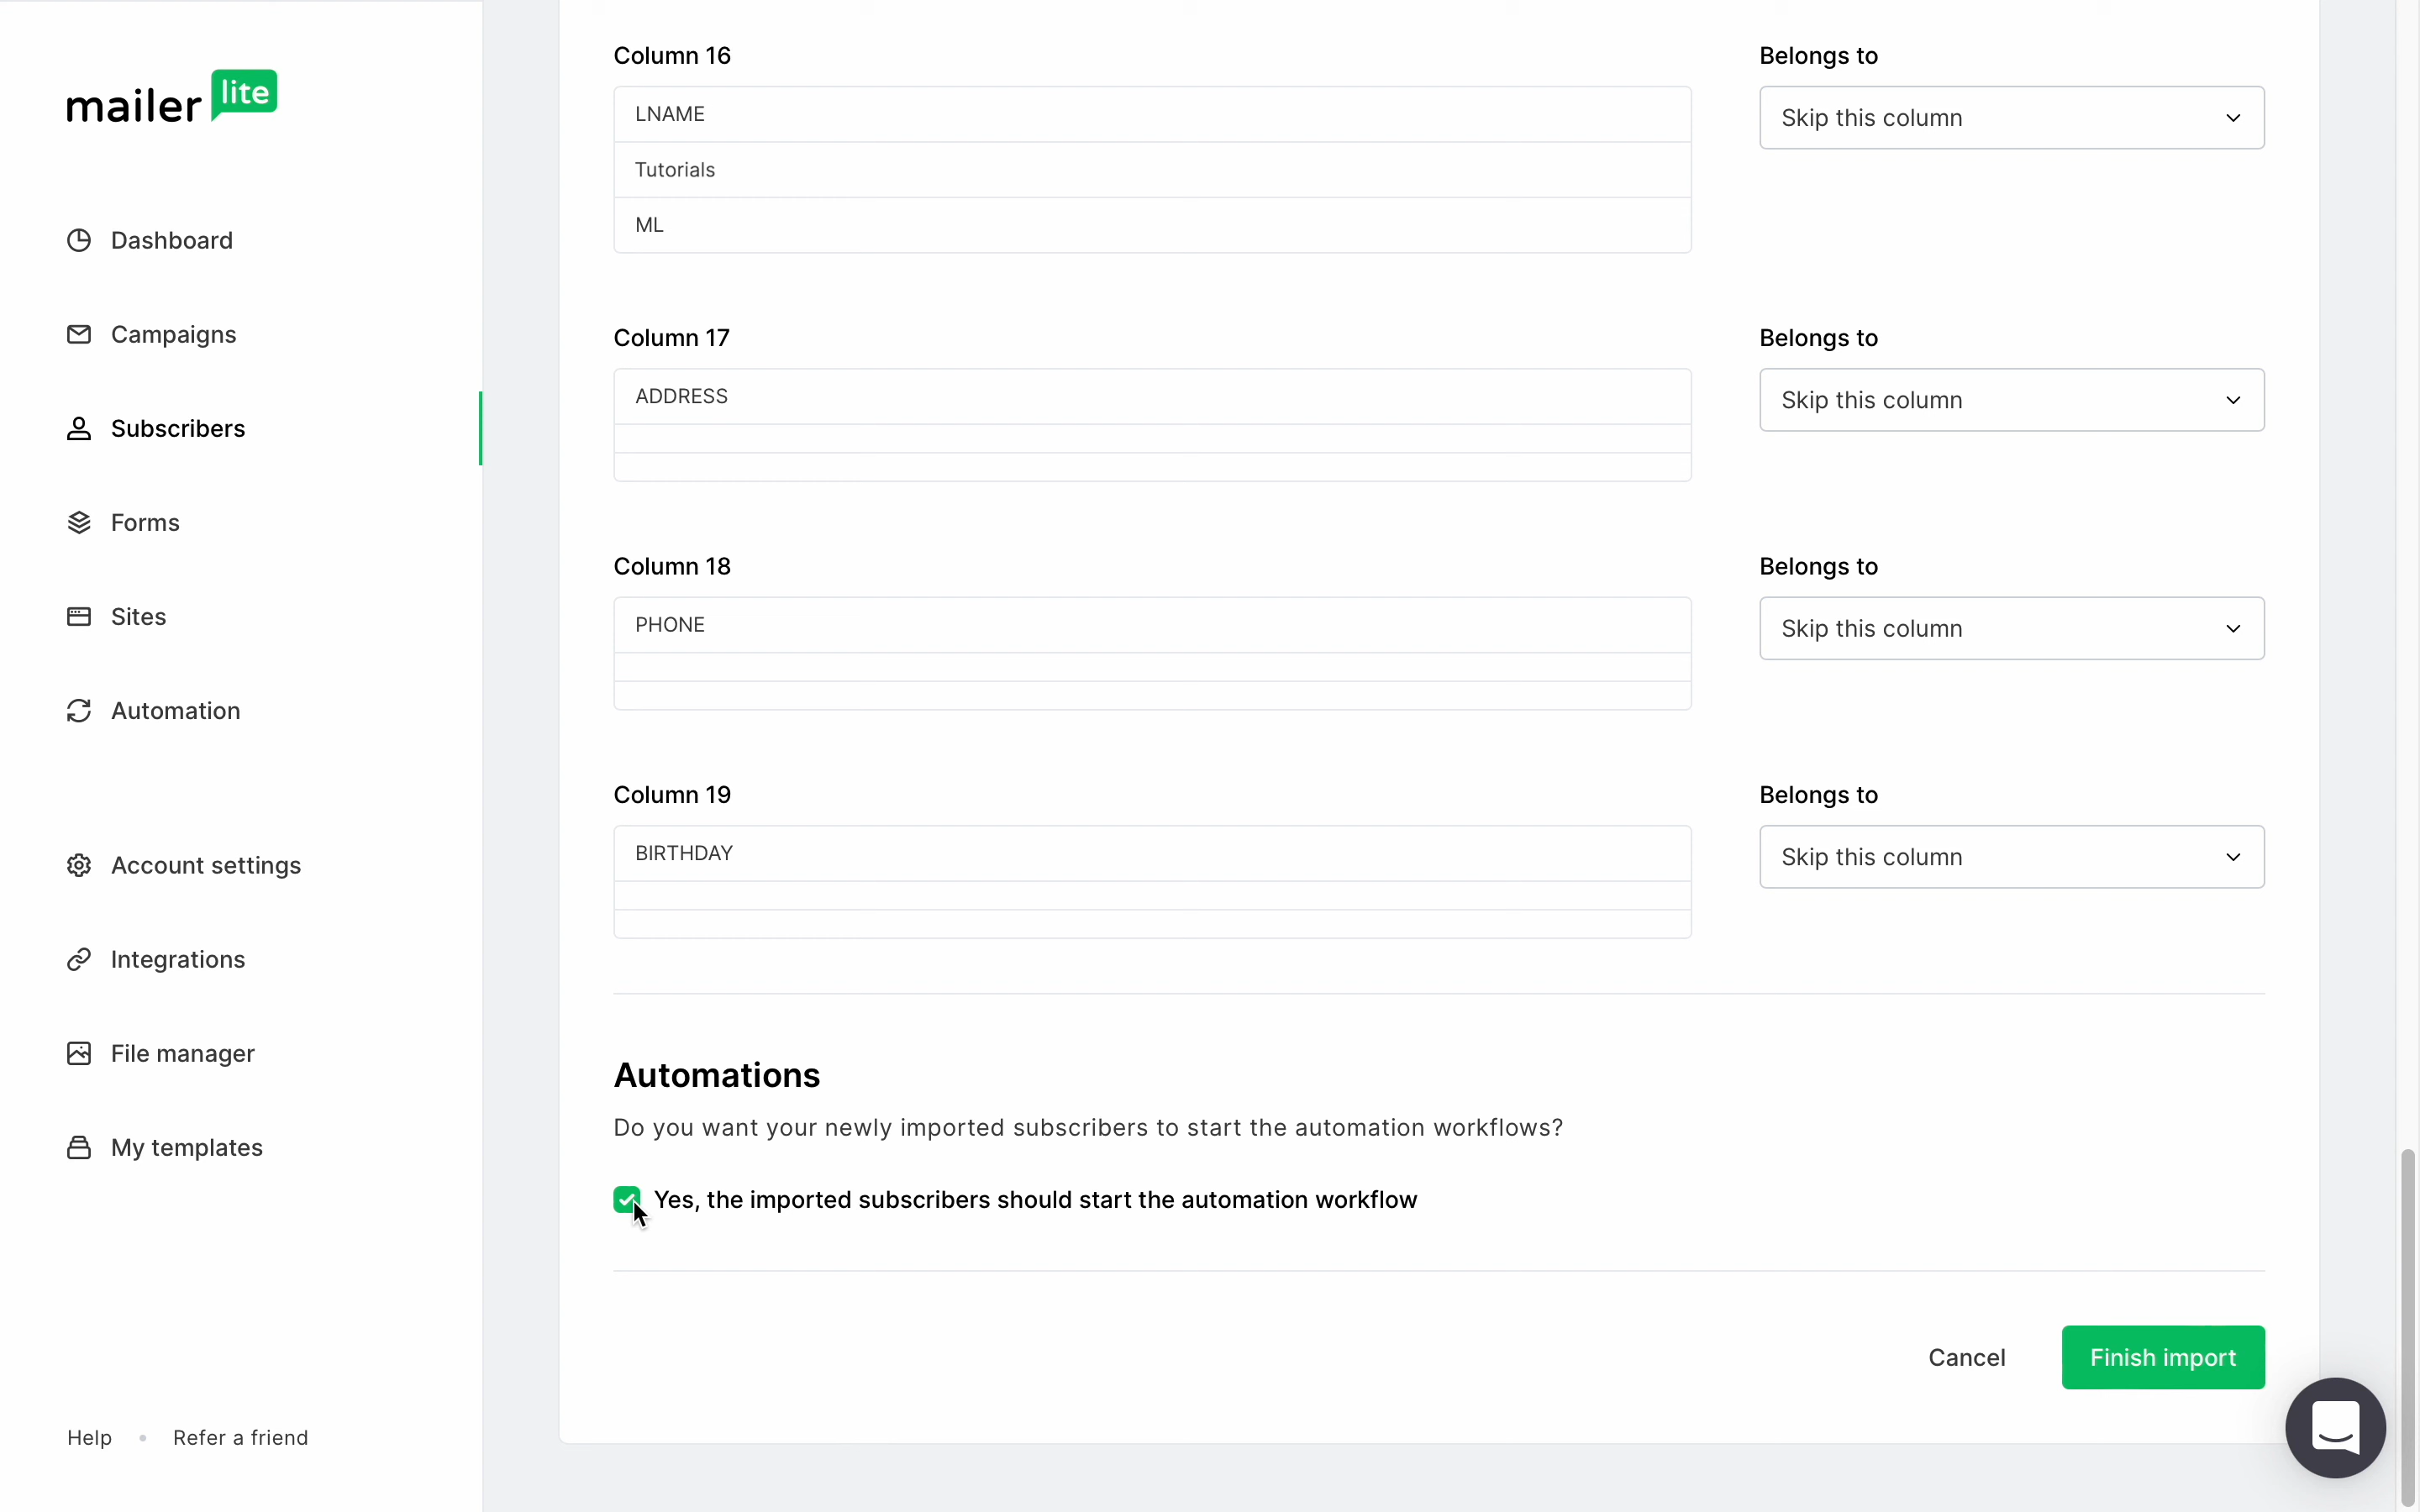 mailer lite
Dashboard
Campaigns
Subscribers
Forms
Sites
Automation
Account settings
Integrations
File manager
My templates
Help • Refer a friend
Column 16
Belongs to
LNAME
Skip this column
Tutorials
ML
Column 17
Belongs to
ADDRESS
Skip this column
Column 18
Belongs to
PHONE
Skip this column
Column 19
Belongs to
BIRTHDAY
Skip this column
Automations
Do you want your newly imported subscribers to start the automation workflows?
Yes, the imported subscribers should start the automation workflow
Cancel
Finish import